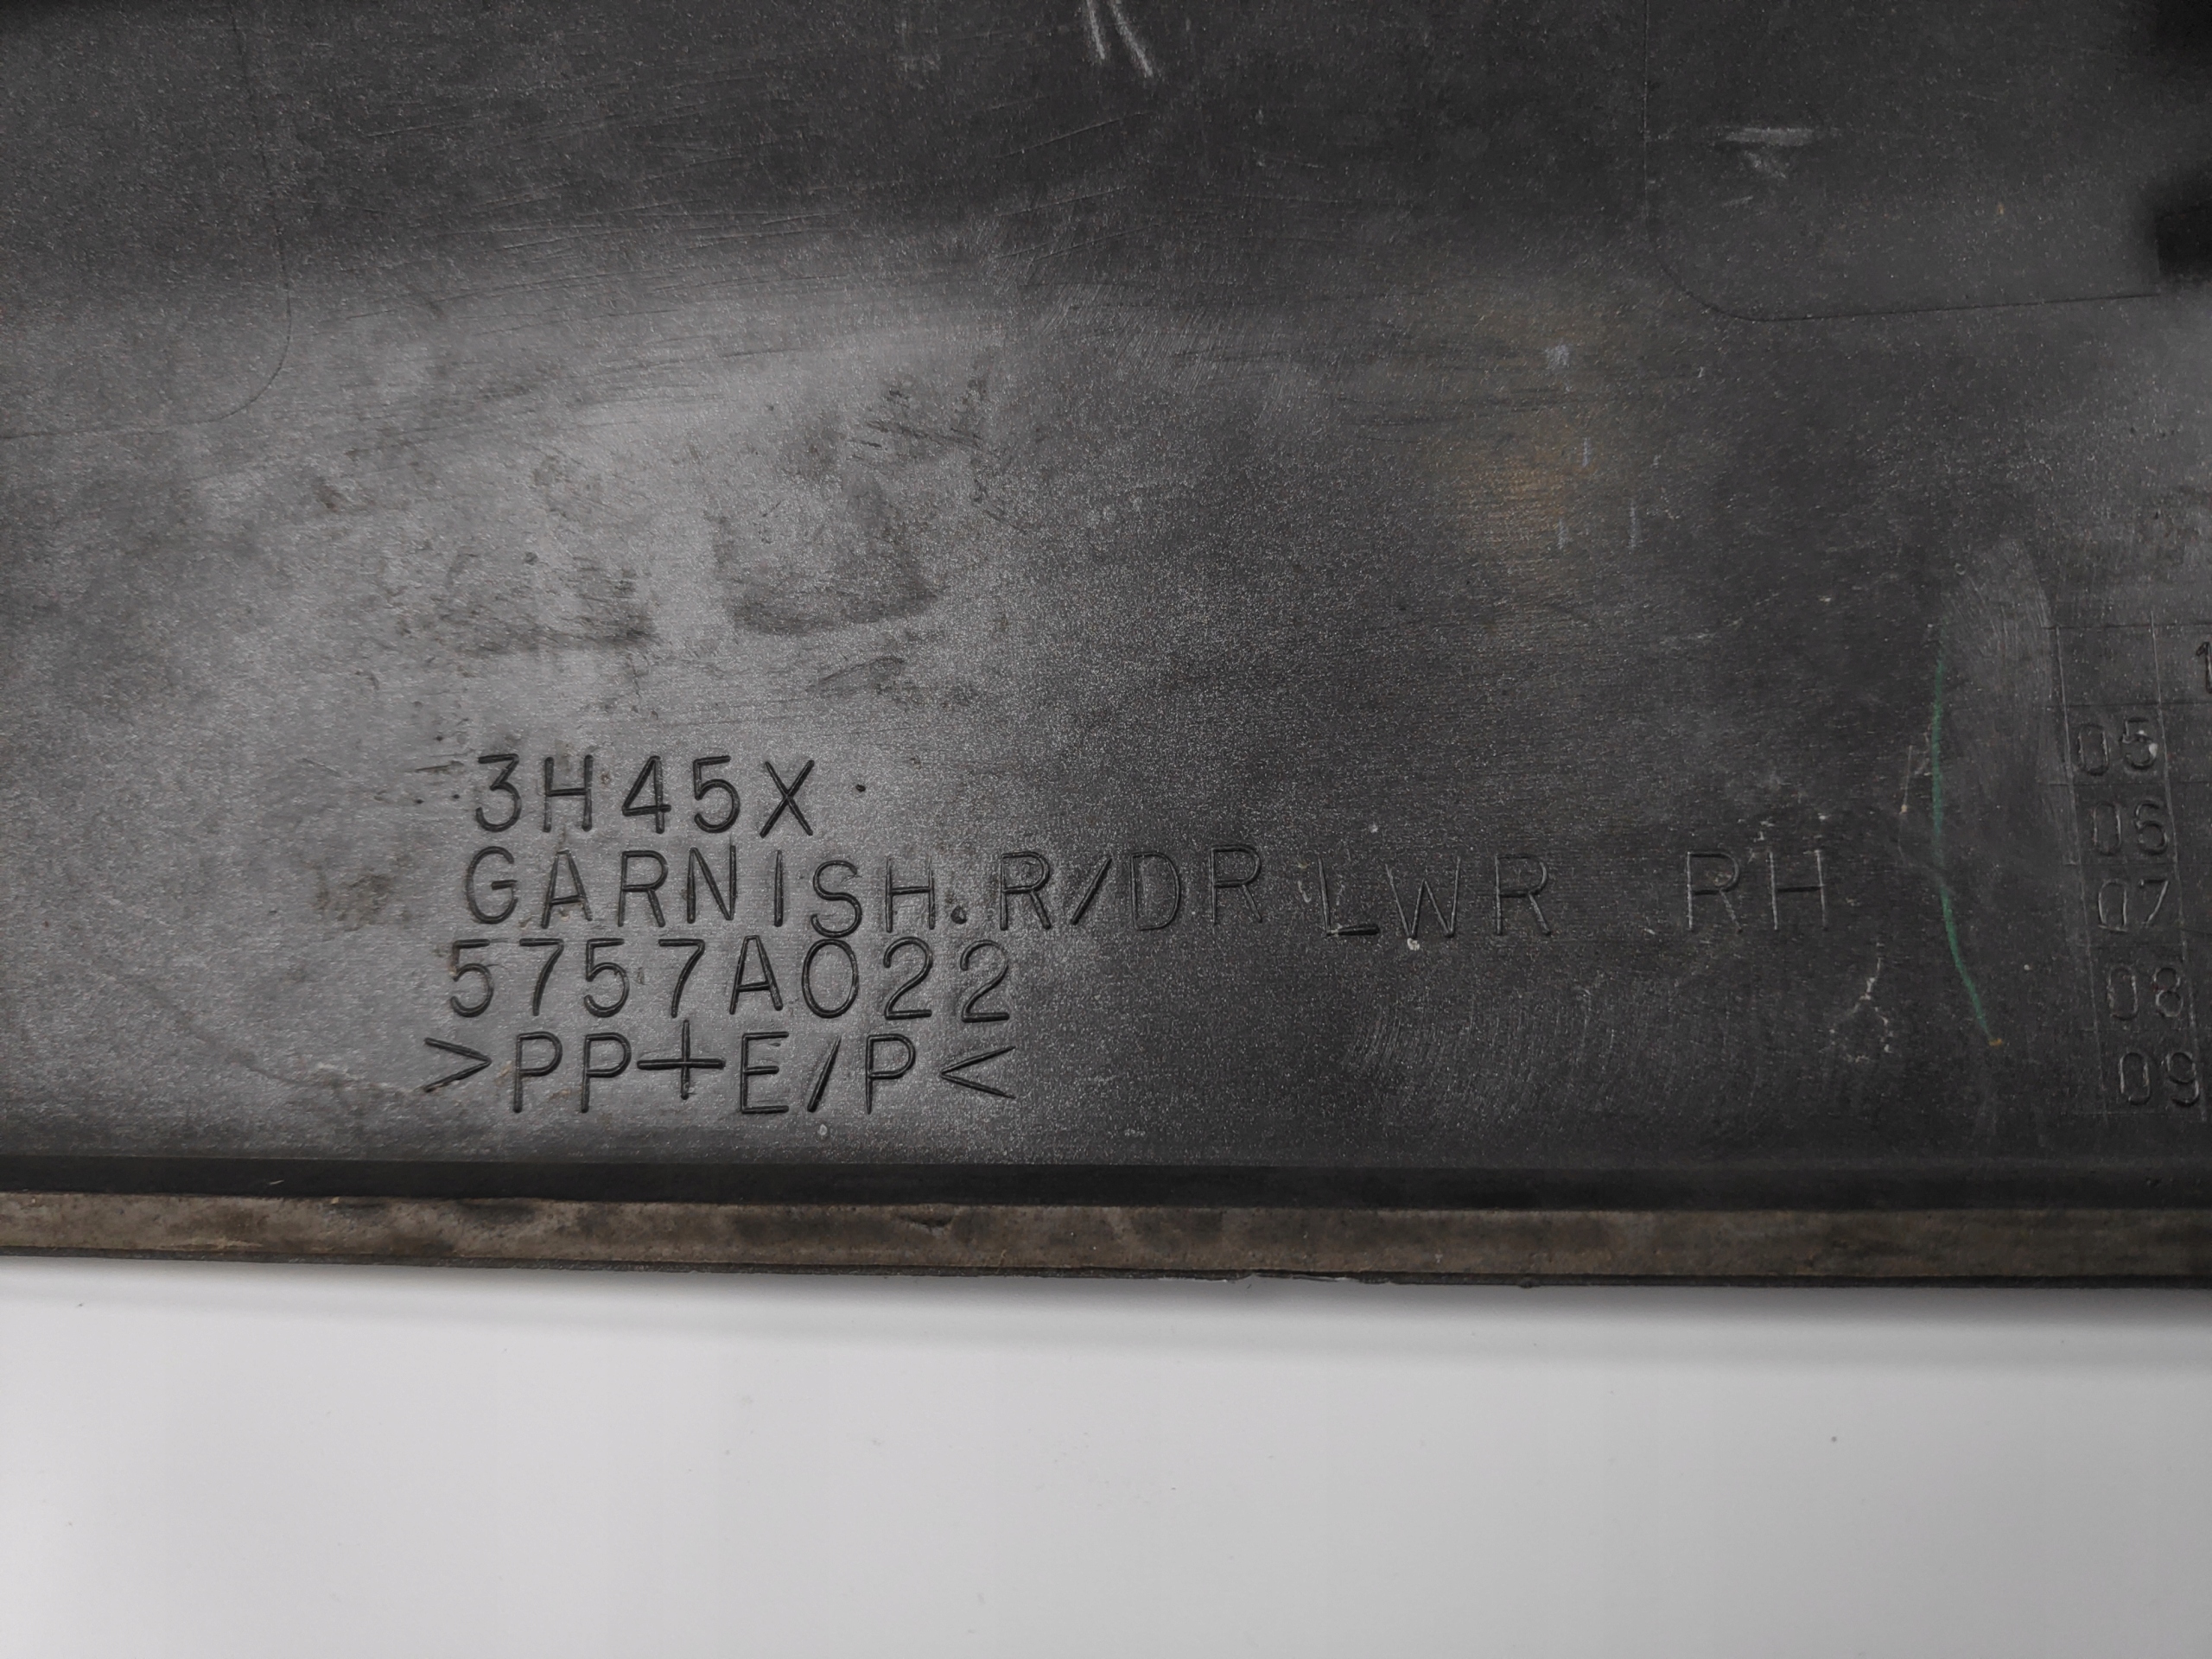 3H45X
GARNISH.R/DR LWR RH
5757A022
>PP+E/P<
05
06
07
08
09